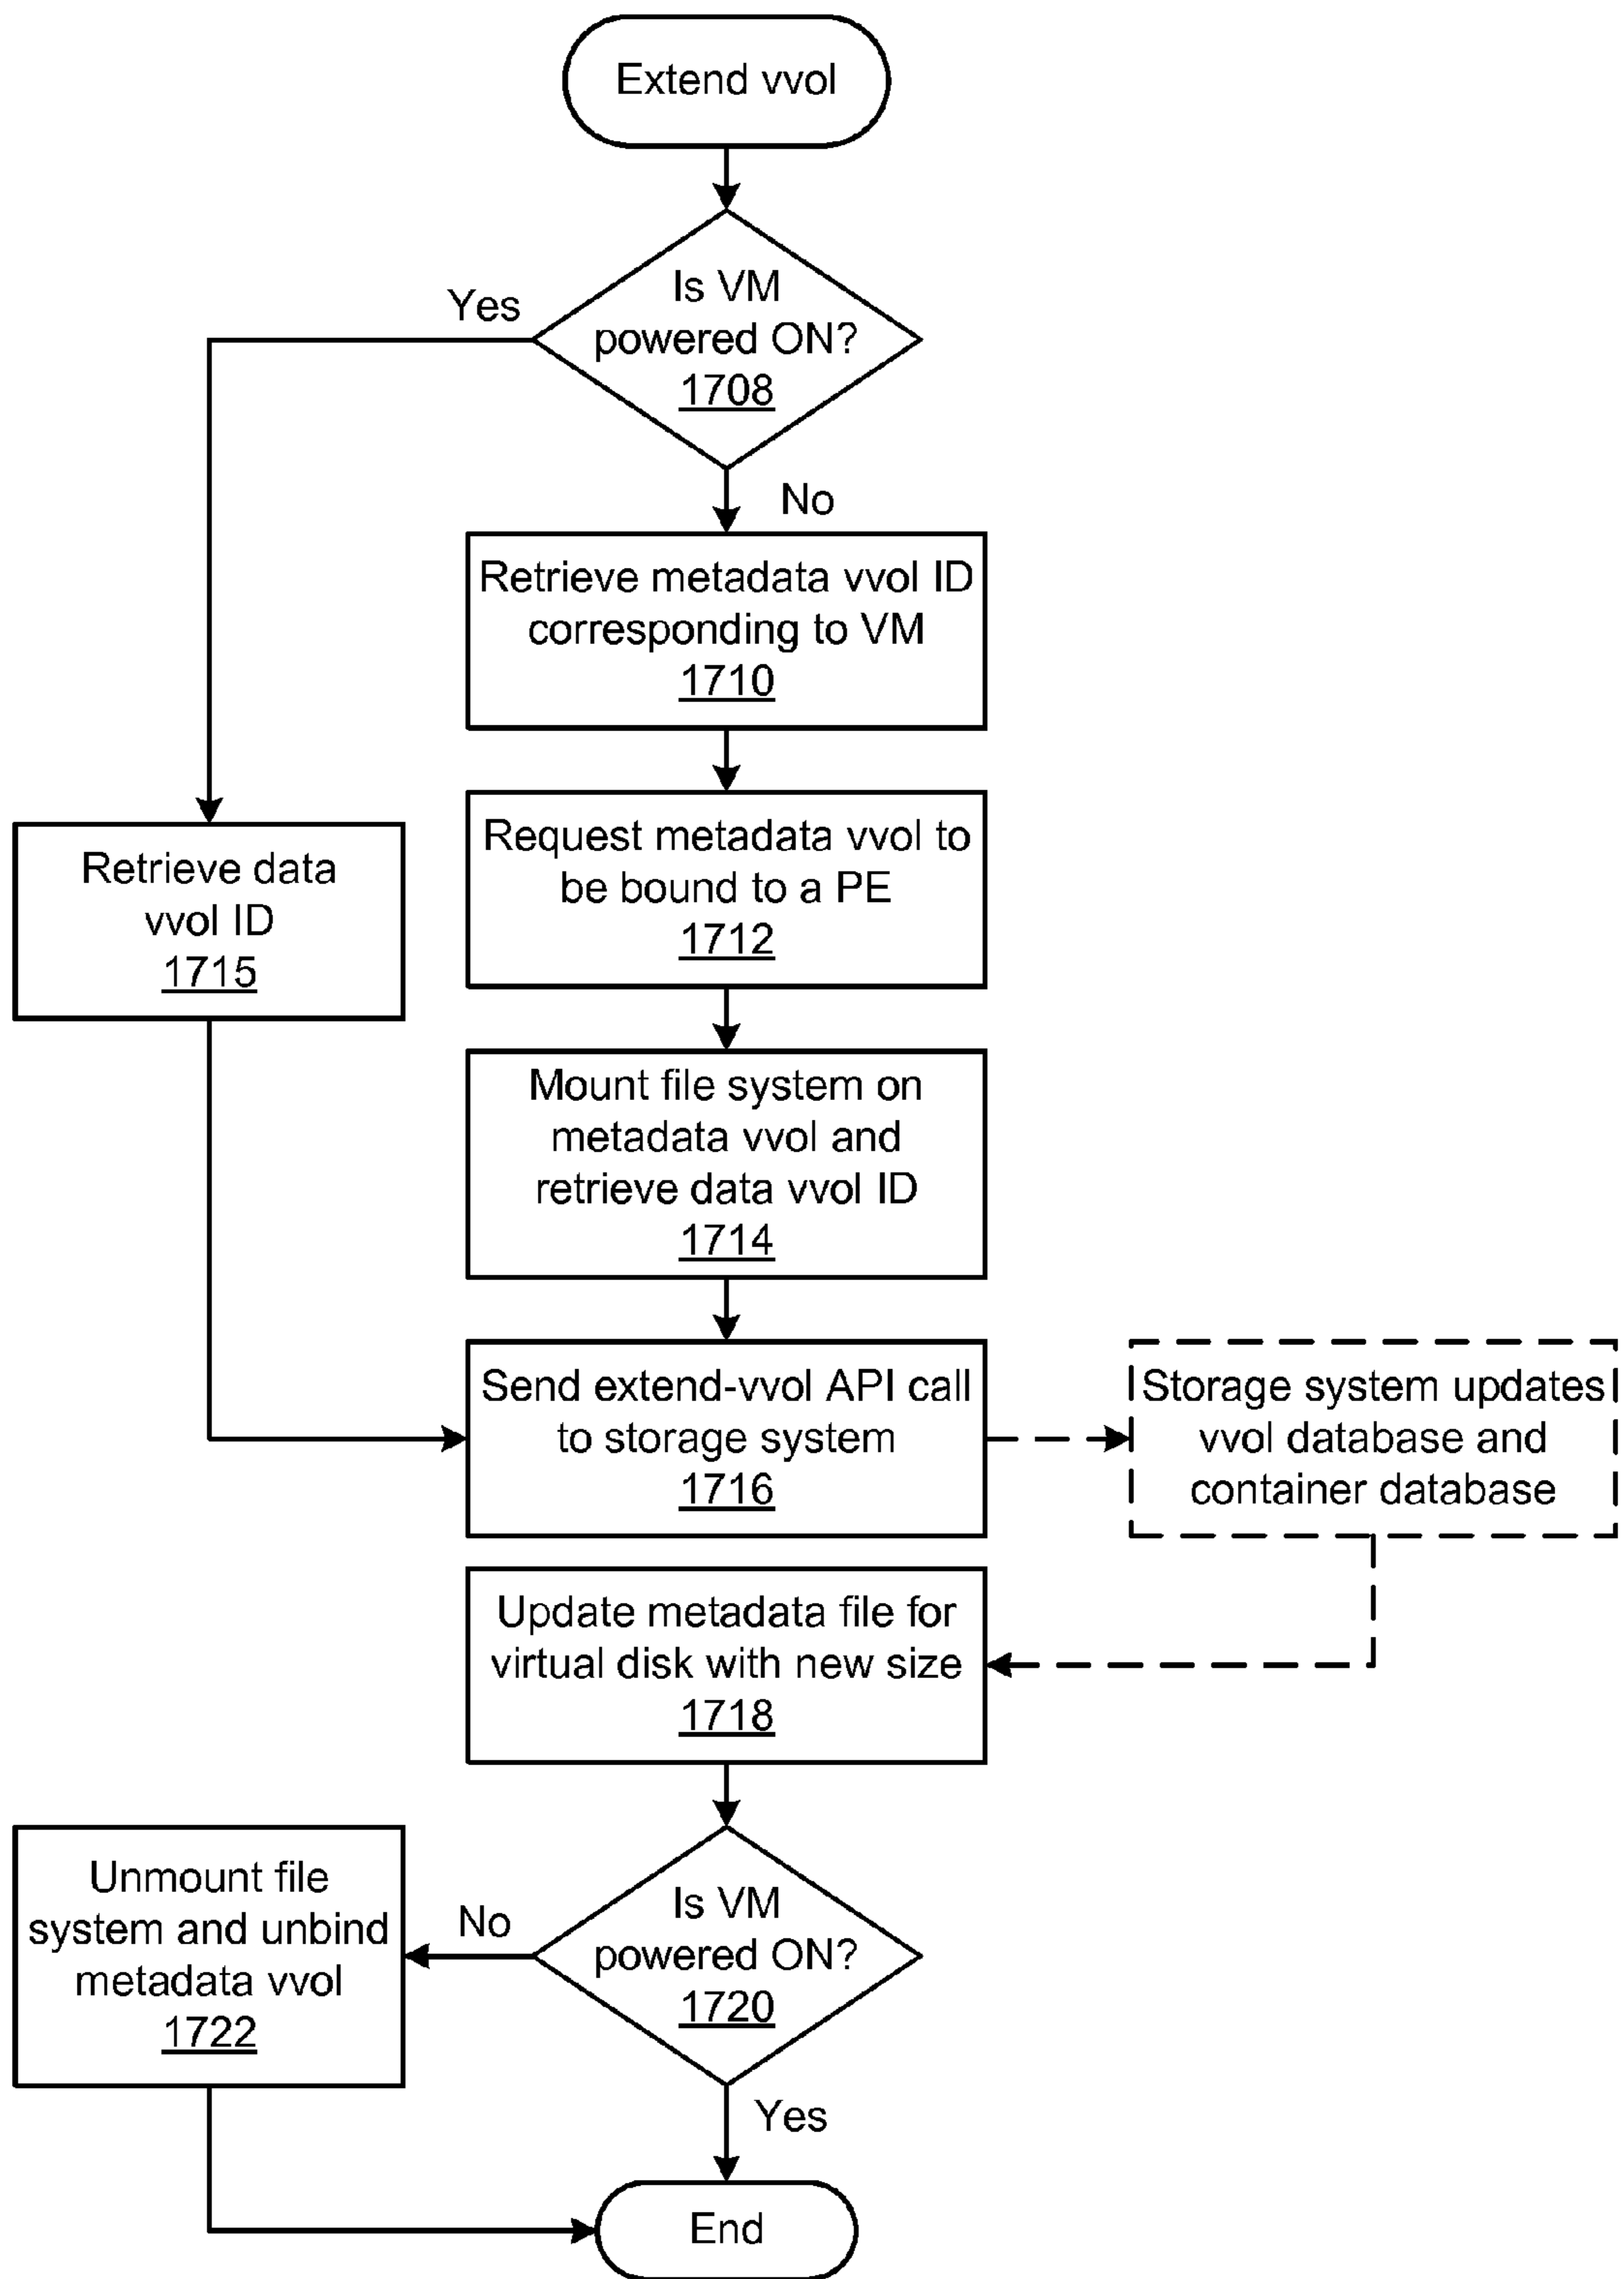 Extend vvol
Is VM
powered ON?
1708
Yes
No
Retrieve metadata vvol ID
corresponding to VM
1710
Request metadata vvol to
be bound to a PE
1712
Retrieve data
vvol ID
1715
Mount file system on
metadata vvol and
retrieve data vvol ID
1714
Send extend-vvol API call
to storage system
1716
Storage system updates
vvol database and
container database
Update metadata file for
virtual disk with new size
1718
Is VM
powered ON?
1720
No
Unmount file
system and unbind
metadata vvol
1722
Yes
End